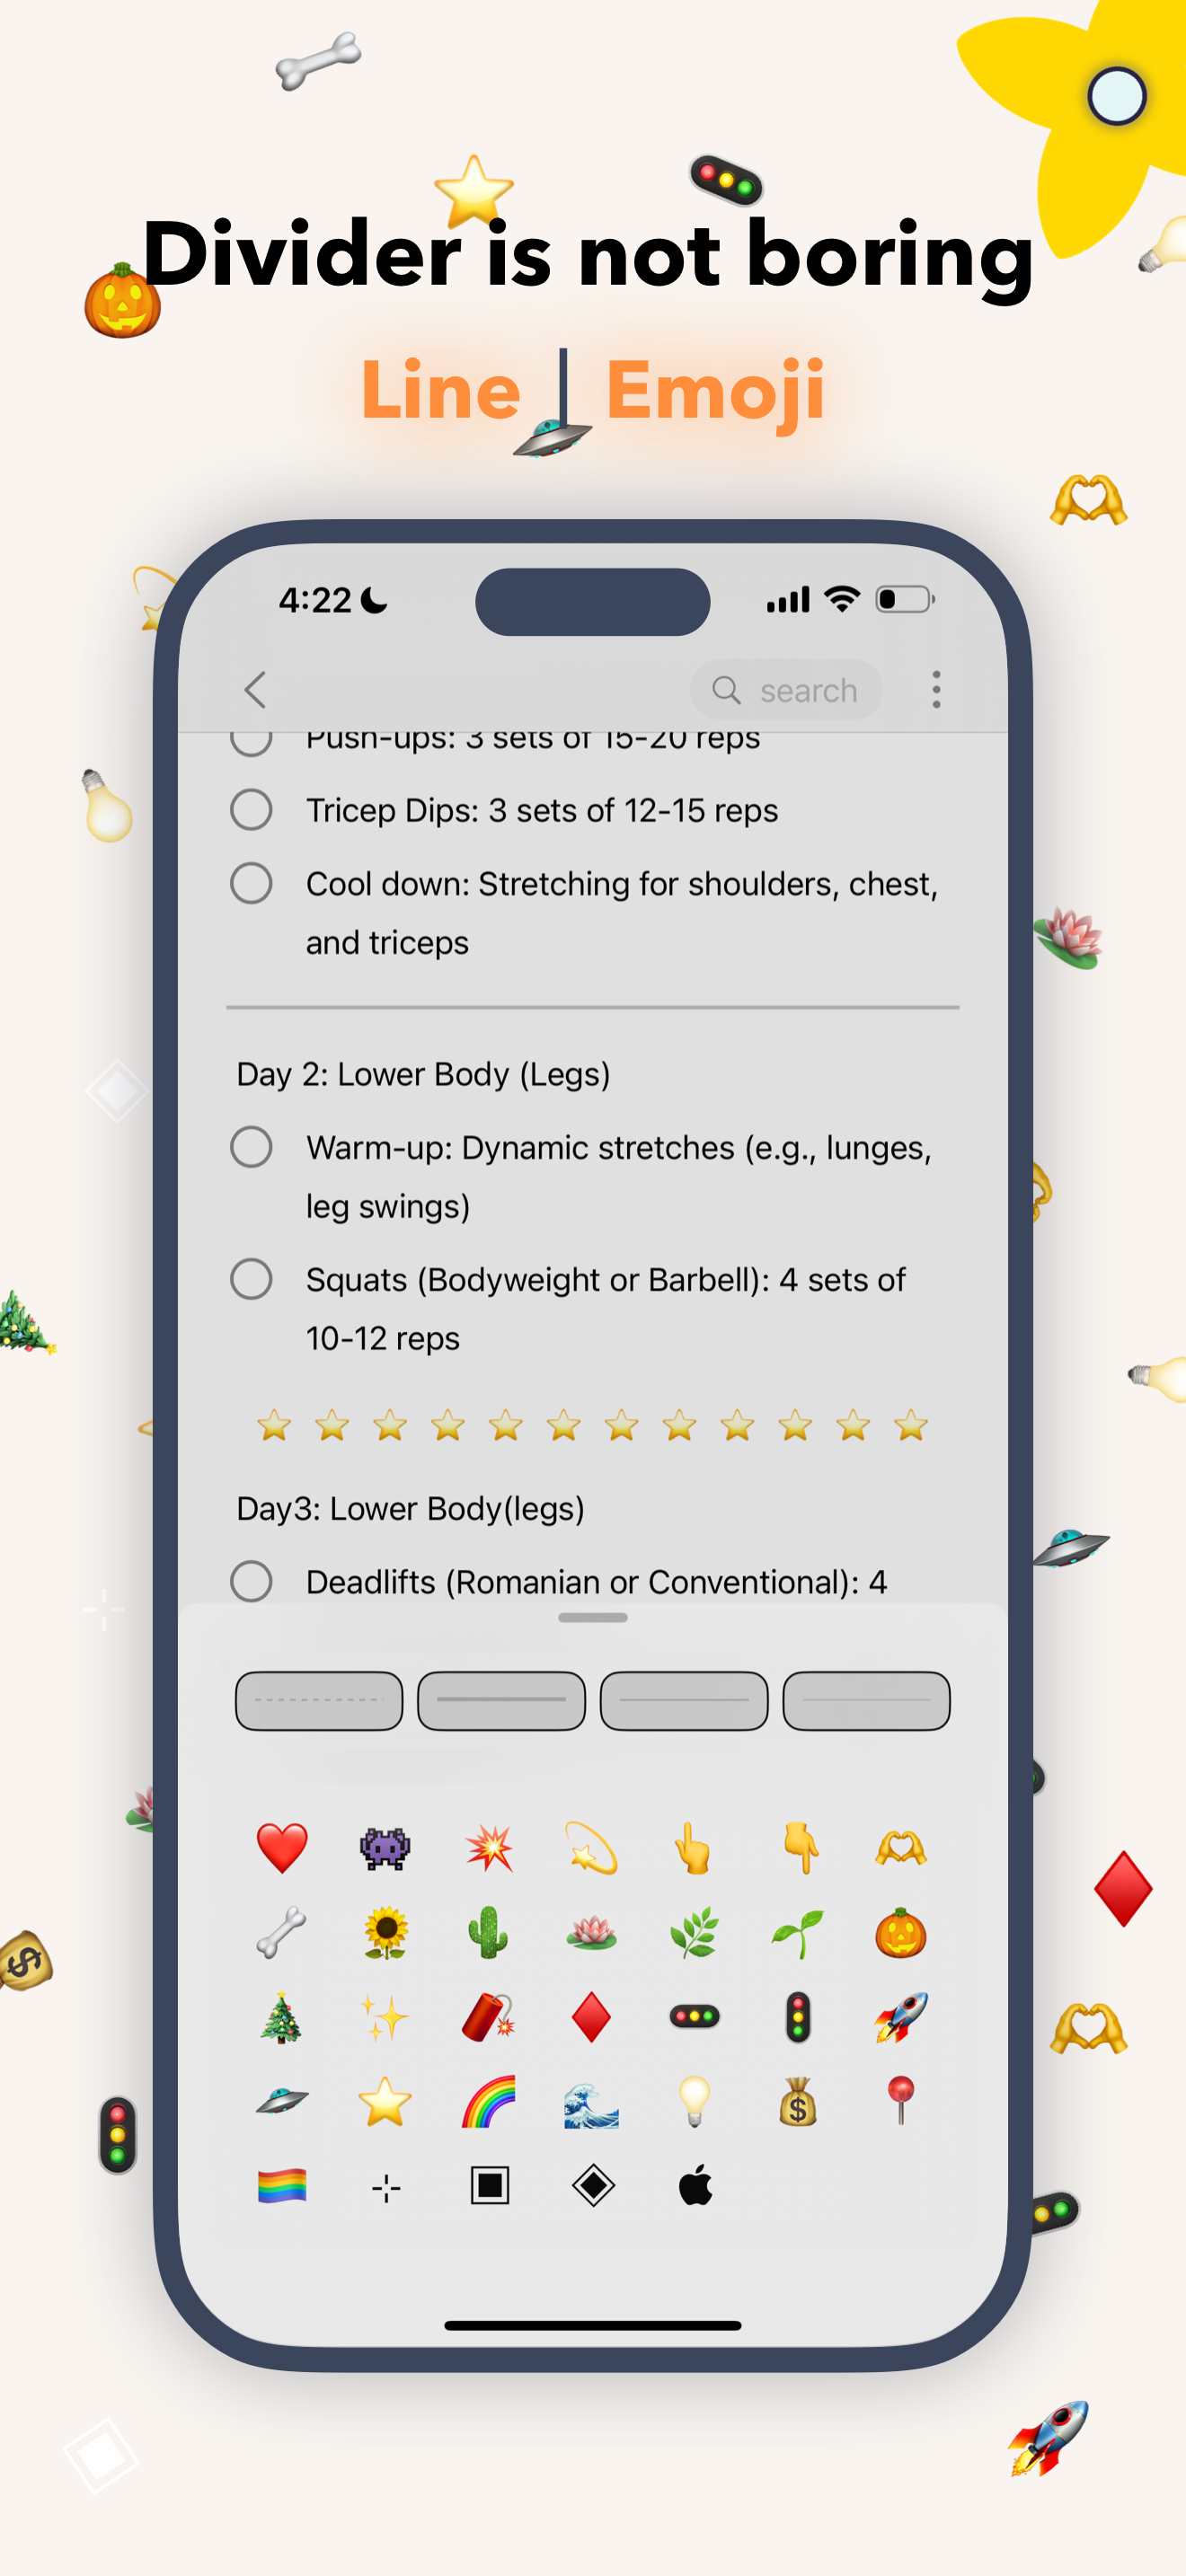 Divider is not boring
Line | Emoji
4:22
search
Push-ups: 3 sets of 15-20 reps
Tricep Dips: 3 sets of 12-15 reps
Cool down: Stretching for shoulders, chest,
and triceps
Day 2: Lower Body (Legs)
Warm-up: Dynamic stretches (e.g., lunges,
leg swings)
Squats (Bodyweight or Barbell): 4 sets of
10-12 reps
Day3: Lower Body(legs)
Deadlifts (Romanian or Conventional): 4